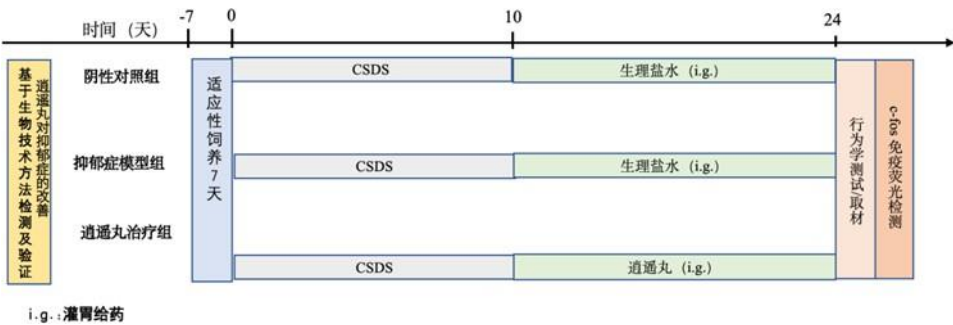 -7 0 10 24
时间（天）
阴性对照组 CSDS 生理盐水（i.g.）
抑郁症模型组 CSDS 生理盐水（i.g.）
逍遥丸治疗组 CSDS 逍遥丸（i.g.）
逍遥丸对抑郁症的改善
基于生物技术方法检测及验证
适应性饲养7天
行为学测试/取材
c-fos 免疫荧光检测
i.g.:灌胃给药